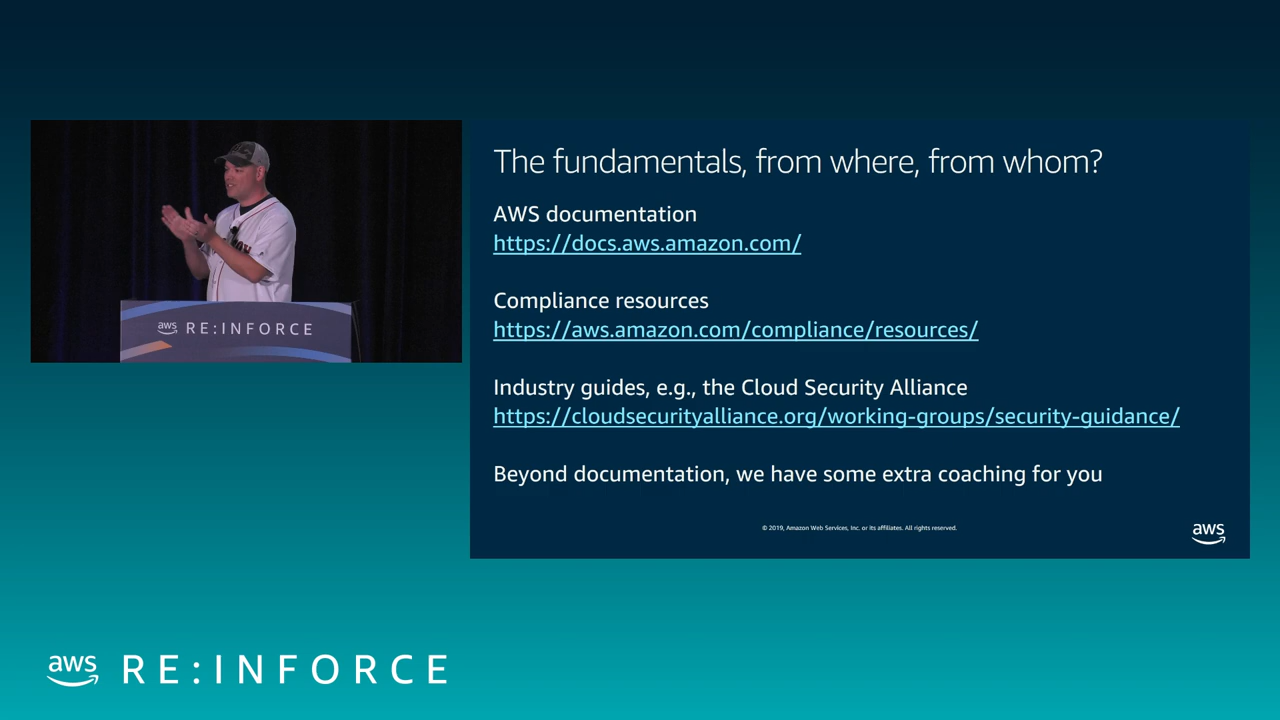 The fundamentals, from where, from whom?
AWS documentation
https://docs.aws.amazon.com/
Compliance resources
https://aws.amazon.com/compliance/resources/
Industry guides, e.g., the Cloud Security Alliance
https://cloudsecurityalliance.org/working-groups/security-guidance/
Beyond documentation, we have some extra coaching for you
© 2019, Amazon Web Services, Inc. or its affiliates. All rights reserved.
aws
aws RE:INFORCE
aws RE:INFORCE